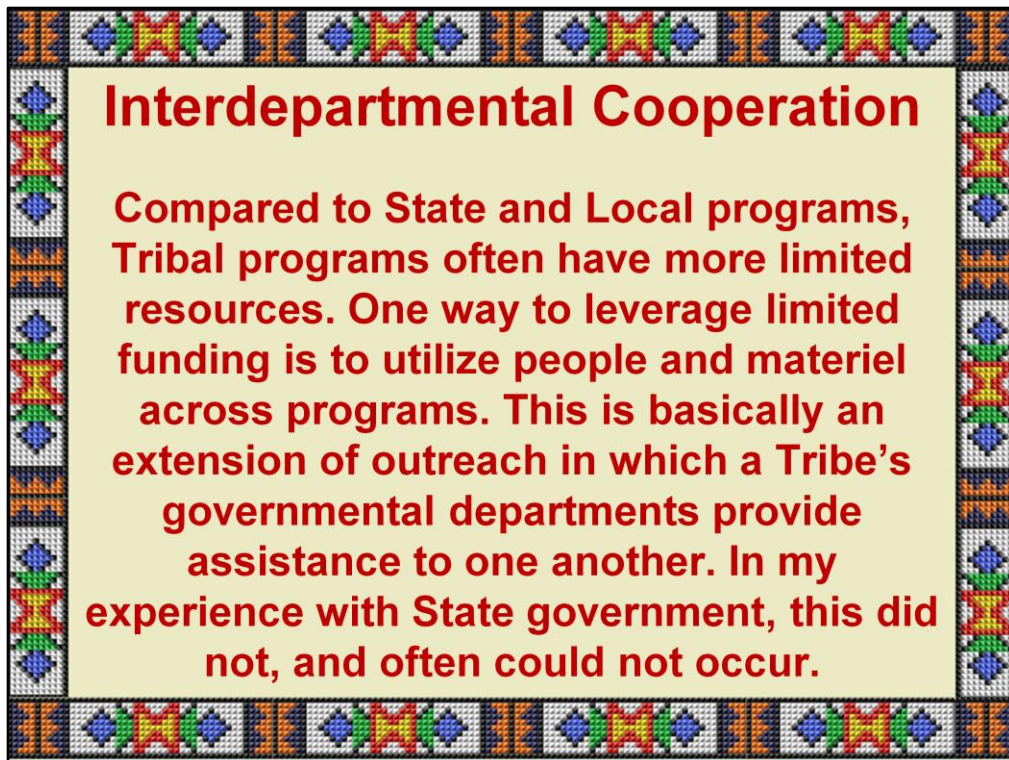 Interdepartmental Cooperation
Compared to State and Local programs,
Tribal programs often have more limited
resources. One way to leverage limited
funding is to utilize people and materiel
across programs. This is basically an
extension of outreach in which a Tribe’s
governmental departments provide
assistance to one another. In my
experience with State government, this did
not, and often could not occur.